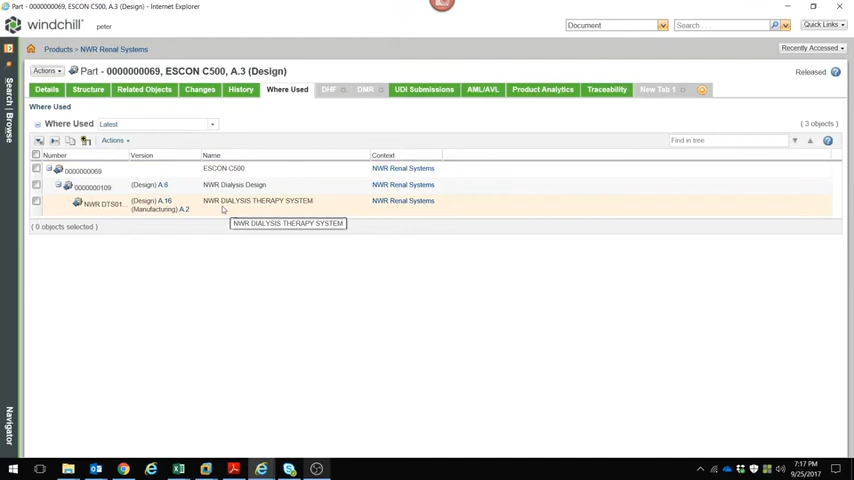 Part - 0000000069, ESCON C500, A.3 (Design) - Internet Explorer
windchill peter Document Search . . . Quick Links
Products > NWR Renal Systems Recently Accessed
Actions Part - 0000000069, ESCON C500, A.3 (Design) Released
Details Structure Related Objects Changes History Where Used DHF DMR UDI Submissions AML/AVL Product Analytics Traceability New Tab 1
Where Used
Where Used Latest ( 3 objects )
Actions Find in tree
Number Version Name Context
0000000069 ESCON C500 NWR Renal Systems
0000000109 (Design) A.6 NWR Dialysis Design NWR Renal Systems
NWR DTS01... (Design) A.16 NWR DIALYSIS THERAPY SYSTEM NWR Renal Systems
(Manufacturing) A.2
NWR DIALYSIS THERAPY SYSTEM
( 0 objects selected )
Search | Browse
Navigator
7:17 PM
9/25/2017